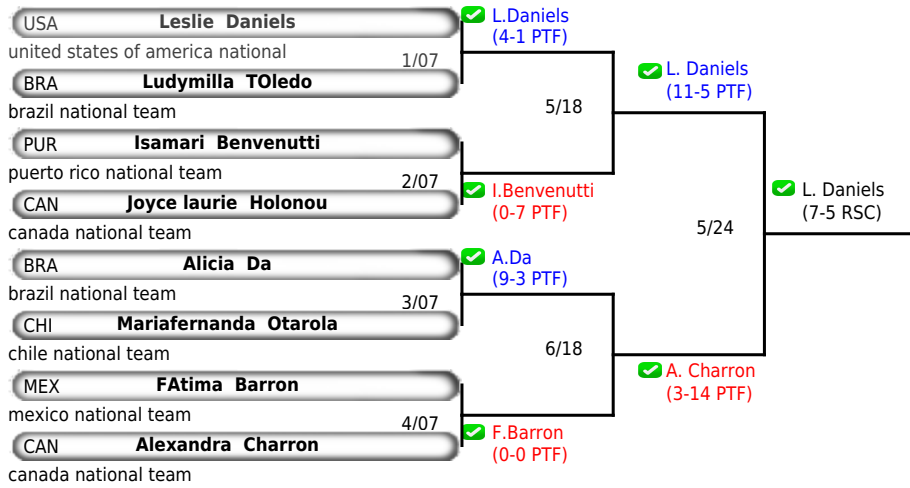 USA Leslie Daniels
united states of america national
1/07
BRA Ludymilla TOledo
brazil national team
PUR Isamari Benvenutti
puerto rico national team
2/07
CAN Joyce laurie Holonou
canada national team
BRA Alicia Da
brazil national team
3/07
CHI Mariafernanda Otarola
chile national team
MEX FAtima Barron
mexico national team
4/07
CAN Alexandra Charron
canada national team
L.Daniels
(4-1 PTF)
5/18
I.Benvenutti
(0-7 PTF)
A.Da
(9-3 PTF)
6/18
F.Barron
(0-0 PTF)
L. Daniels
(11-5 PTF)
5/24
A. Charron
(3-14 PTF)
L. Daniels
(7-5 RSC)